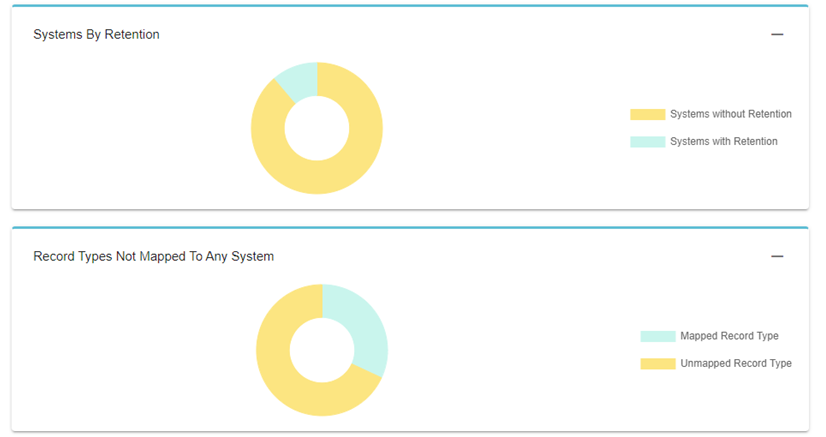 Systems By Retention
Systems without Retention
Systems with Retention
Record Types Not Mapped To Any System
Mapped Record Type
Unmapped Record Type